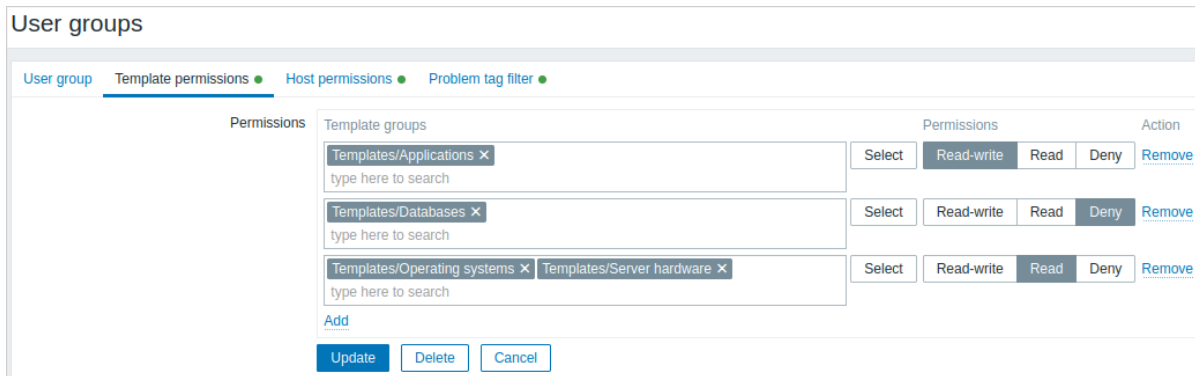 User groups
User group Template permissions Host permissions Problem tag filter
Permissions Template groups Permissions Action
Templates/Applications ✕ Select Read-write Read Deny Remove
type here to search
Templates/Databases ✕ Select Read-write Read Deny Remove
type here to search
Templates/Operating systems ✕ Templates/Server hardware ✕ Select Read-write Read Deny Remove
type here to search
Add
Update Delete Cancel